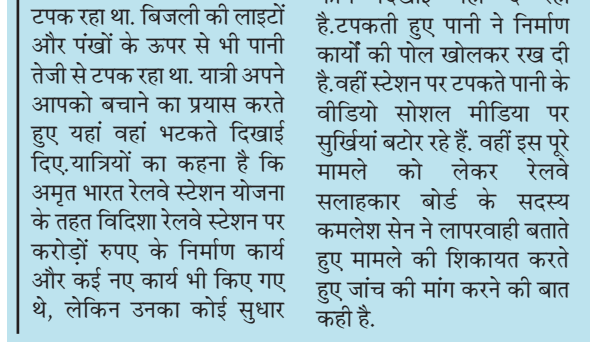 टपक रहा था. बिजली की लाइटों
और पंखों के ऊपर से भी पानी
तेजी से टपक रहा था. यात्री अपने
आपको बचाने का प्रयास करते
हुए यहां वहां भटकते दिखाई
दिए.यात्रियों का कहना है कि
अमृत भारत रेलवे स्टेशन योजना
के तहत विदिशा रेलवे स्टेशन पर
करोड़ों रुपए के निर्माण कार्य
और कई नए कार्य भी किए गए
थे, लेकिन उनका कोई सुधार
है.टपकती हुए पानी ने निर्माण
कार्यों की पोल खोलकर रख दी
है.वहीं स्टेशन पर टपकते पानी के
वीडियो सोशल मीडिया पर
सुर्खियां बटोर रहे हैं. वहीं इस पूरे
मामले को लेकर रेलवे
सलाहकार बोर्ड के सदस्य
कमलेश सेन ने लापरवाही बताते
हुए मामले की शिकायत करते
हुए जांच की मांग करने की बात
कही है.